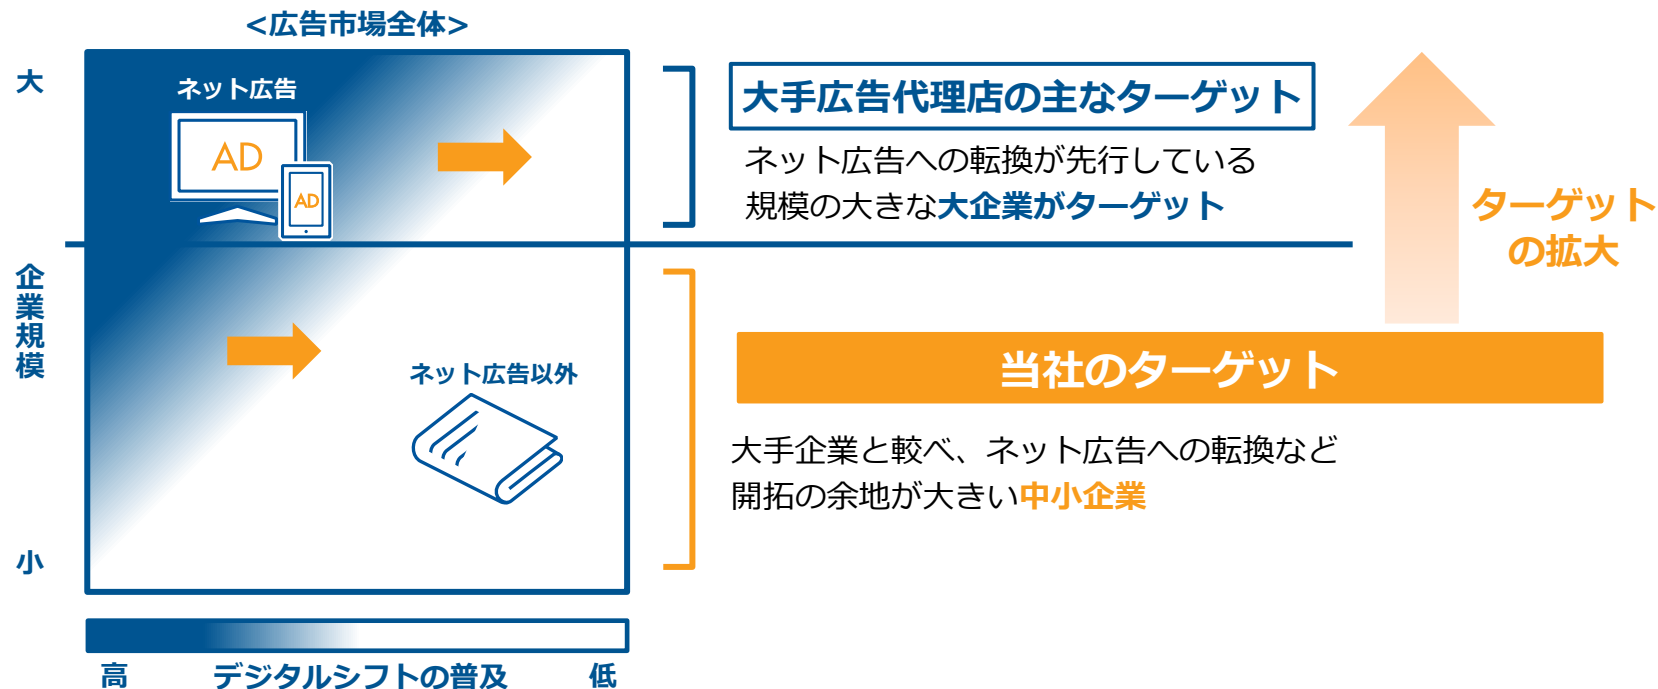 <広告市場全体>
大
ネット広告
AD
AD
企業規模
ネット広告以外
小
高
デジタルシフトの普及
低
大手広告代理店の主なターゲット
ネット広告への転換が先行している
規模の大きな大企業がターゲット
ターゲット
の拡大
当社のターゲット
大手企業と較べ、ネット広告への転換など
開拓の余地が大きい中小企業